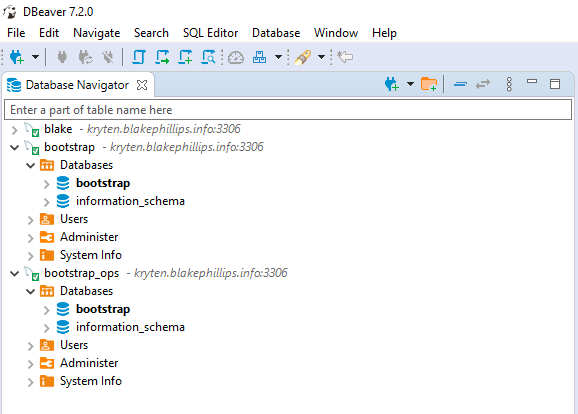 DBeaver 7.2.0
File Edit Navigate Search SQL Editor Database Window Help
Database Navigator
Enter a part of table name here
blake - kryten.blakephillips.info:3306
bootstrap - kryten.blakephillips.info:3306
Databases
bootstrap
information_schema
Users
Administer
System Info
bootstrap_ops - kryten.blakephillips.info:3306
Databases
bootstrap
information_schema
Users
Administer
System Info